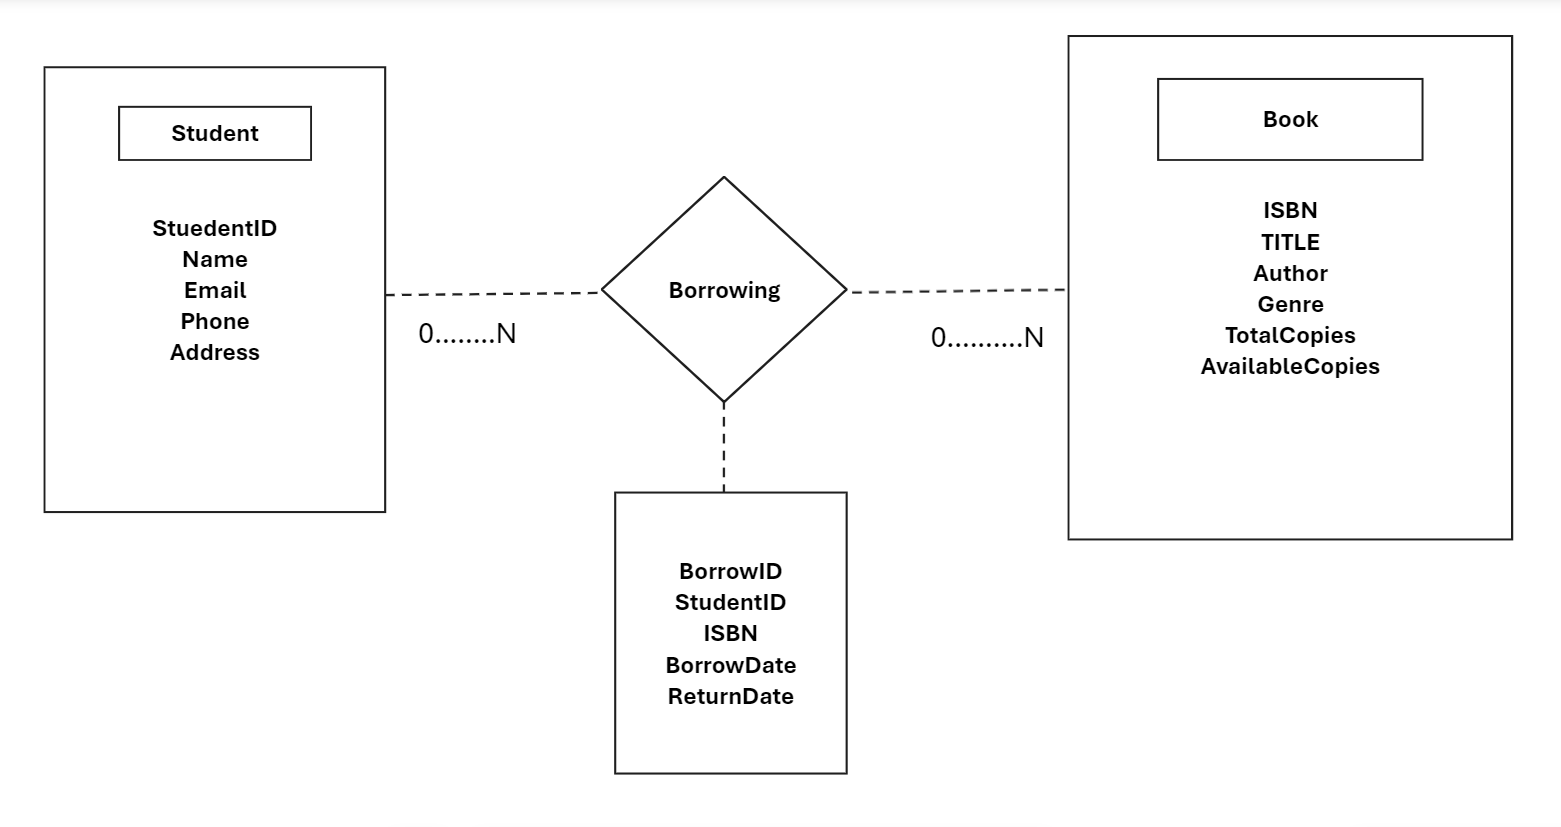 Student
StuedentID
Name
Email
Phone
Address
0........N
Borrowing
0..........N
Book
ISBN
TITLE
Author
Genre
TotalCopies
AvailableCopies
BorrowID
StudentID
ISBN
BorrowDate
ReturnDate